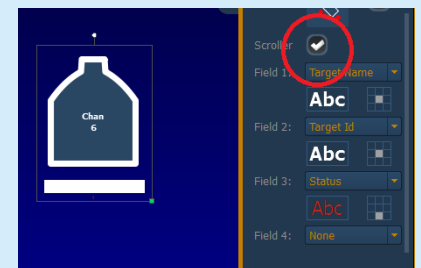 Chan
6
Scroller
Field 1: Target Name
Abc
Field 2: Target Id
Abc
Field 3: Status
Abc
Field 4: None